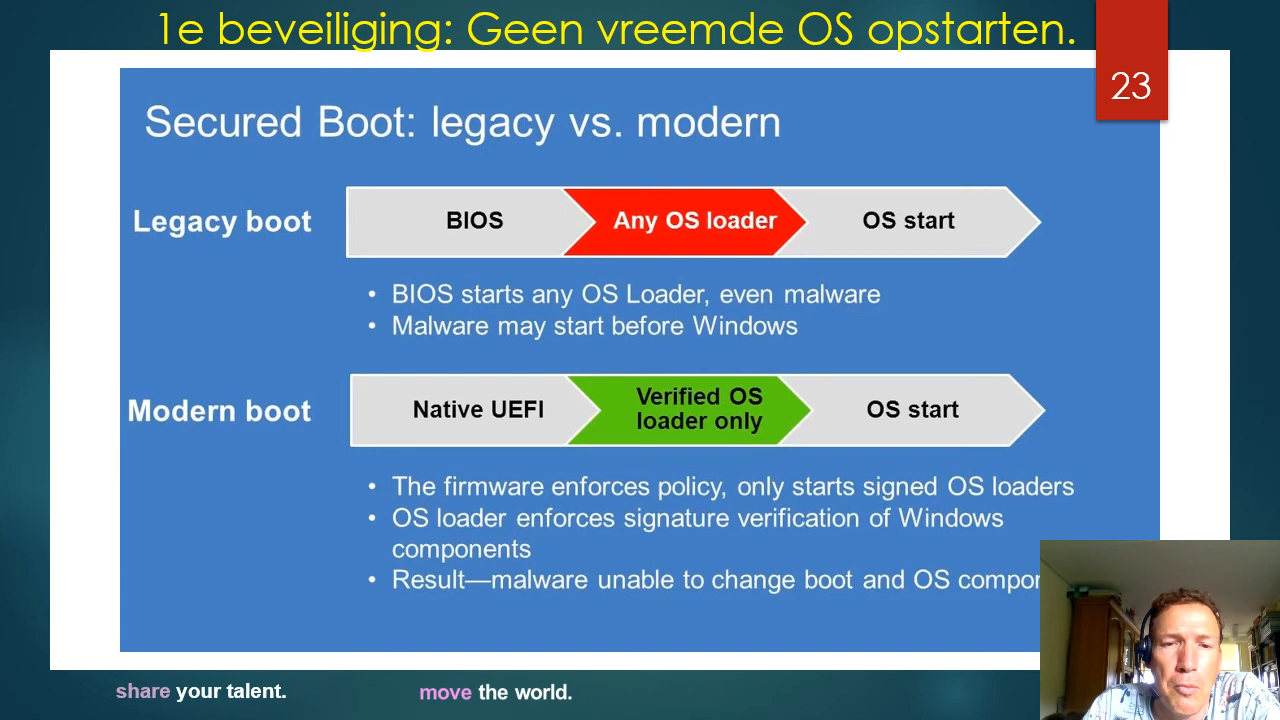 1e beveiliging: Geen vreemde OS opstarten.
23
Secured Boot: legacy vs. modern
Legacy boot
BIOS
Any OS loader
OS start
• BIOS starts any OS Loader, even malware
• Malware may start before Windows
Modern boot
Native UEFI
Verified OS
loader only
OS start
• The firmware enforces policy, only starts signed OS loaders
• OS loader enforces signature verification of Windows
components
• Result—malware unable to change boot and OS
share your talent.
move the world.